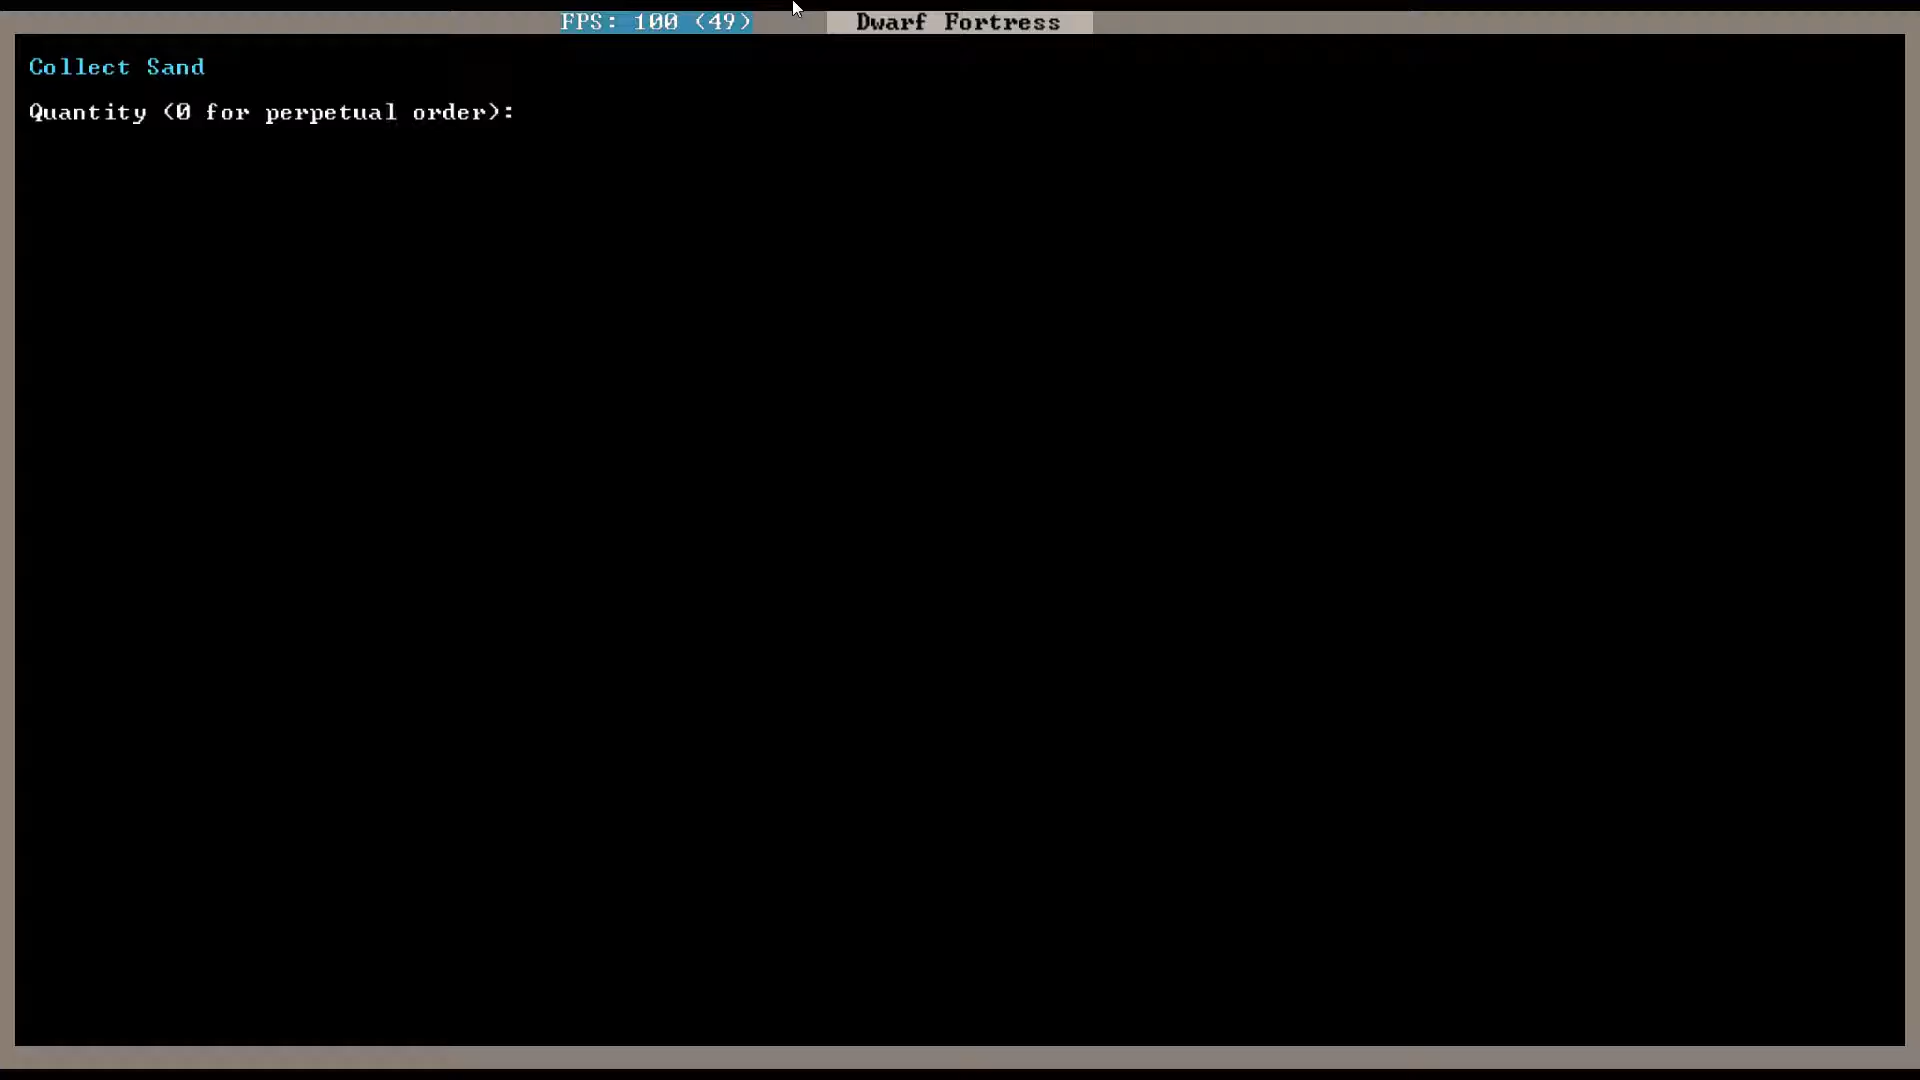 FPS: 100 (49) Dwarf Fortress
Collect Sand
Quantity (0 for perpetual order):